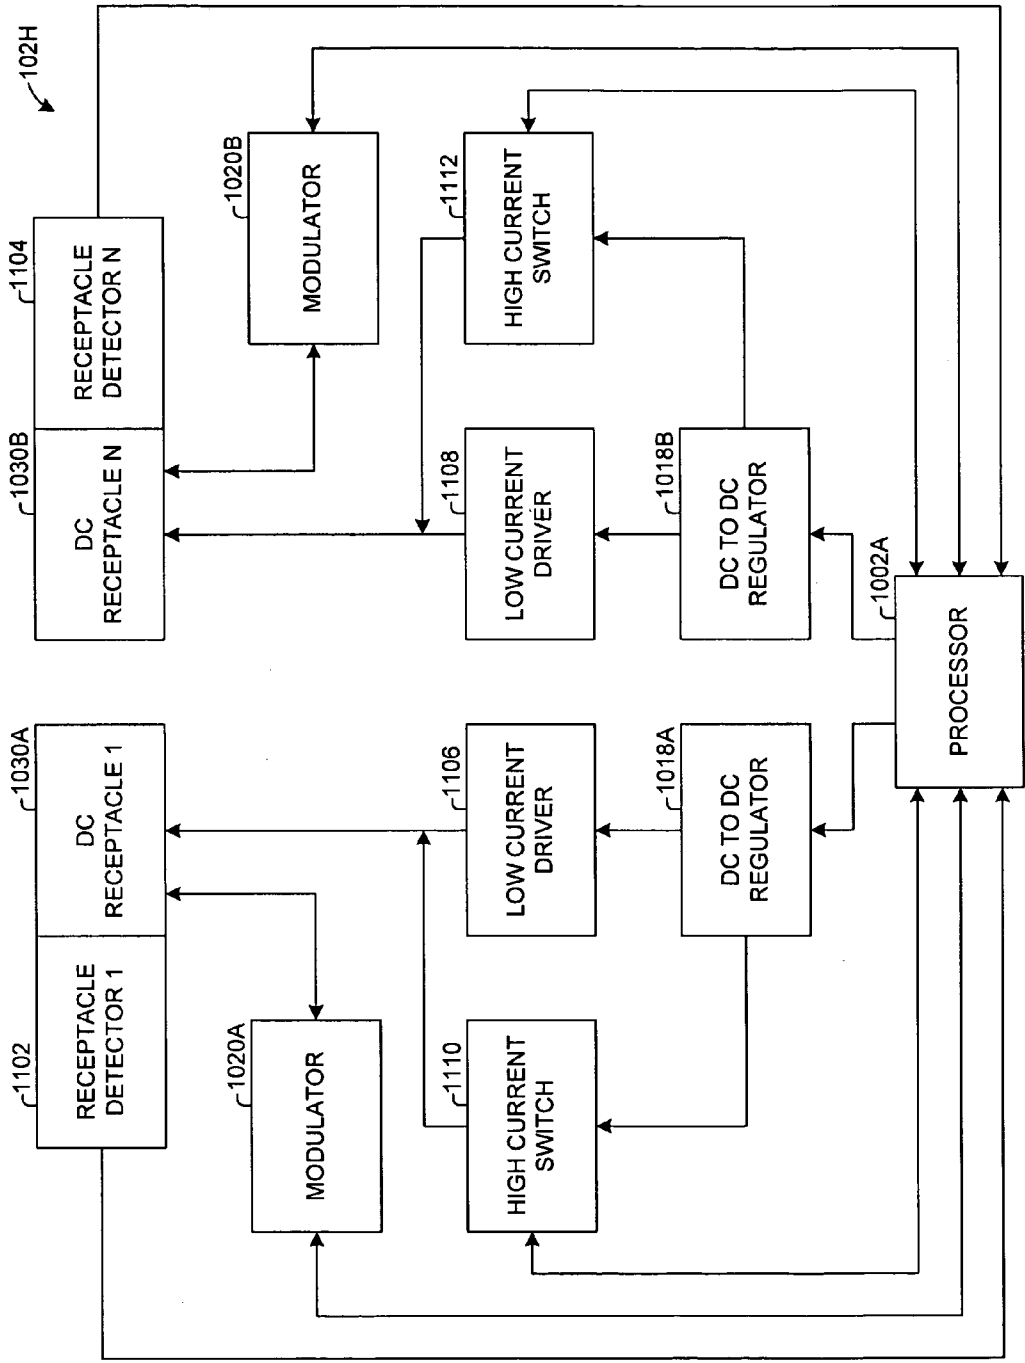 102H
1102
RECEPTACLE
DETECTOR 1
1030A
DC
RECEPTACLE 1
1030B
DC
RECEPTACLE N
1104
RECEPTACLE
DETECTOR N
1020A
MODULATOR
1020B
MODULATOR
1110
HIGH CURRENT
SWITCH
1106
LOW CURRENT
DRIVER
1108
LOW CURRENT
DRIVER
1112
HIGH CURRENT
SWITCH
1018A
DC TO DC
REGULATOR
1018B
DC TO DC
REGULATOR
1002A
PROCESSOR